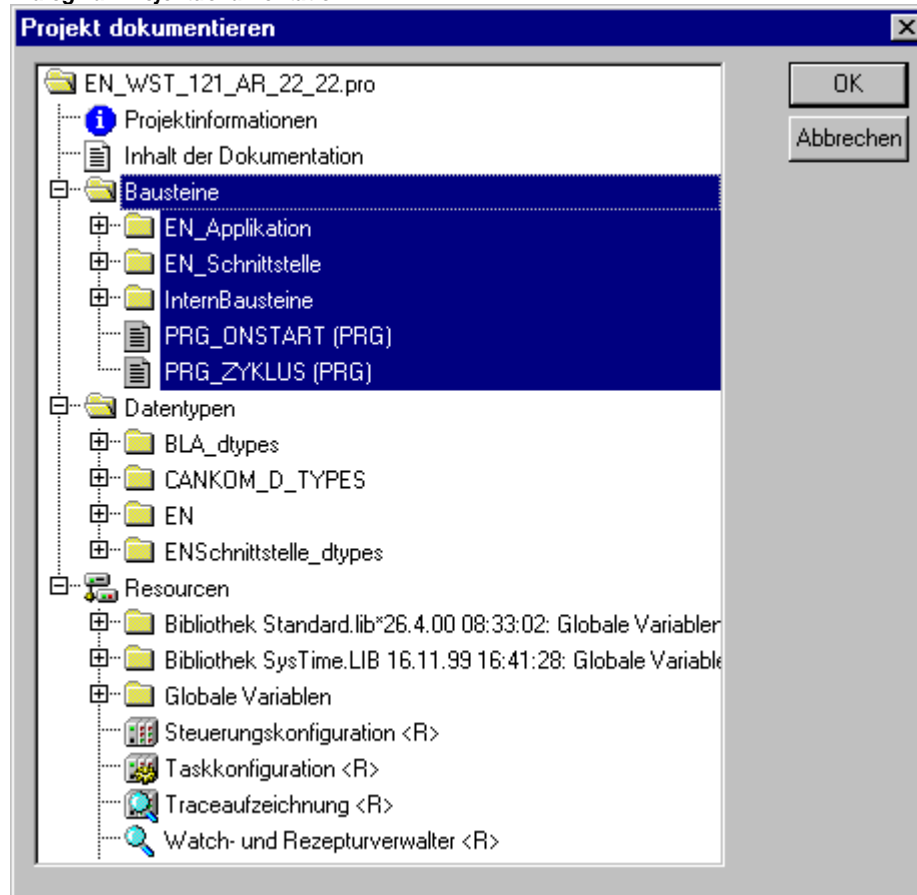 Projekt dokumentieren
EN_WST_121_AR_22_22.pro
Projektinformationen
Inhalt der Dokumentation
Bausteine
EN_Applikation
EN_Schnittstelle
InternBausteine
PRG_ONSTART (PRG)
PRG_ZYKLUS (PRG)
Datentypen
BLA_dtypes
CANKOM_D_TYPES
EN
ENSchnittstelle_dtypes
Resourcen
Bibliothek Standard.lib*26.4.00 08:33:02: Globale Variablen
Bibliothek SysTime.LIB 16.11.99 16:41:28: Globale Variable
Globale Variablen
Steuerungskonfiguration <R>
Taskkonfiguration <R>
Traceaufzeichnung <R>
Watch- und Rezepturverwalter <R>
OK
Abbrechen